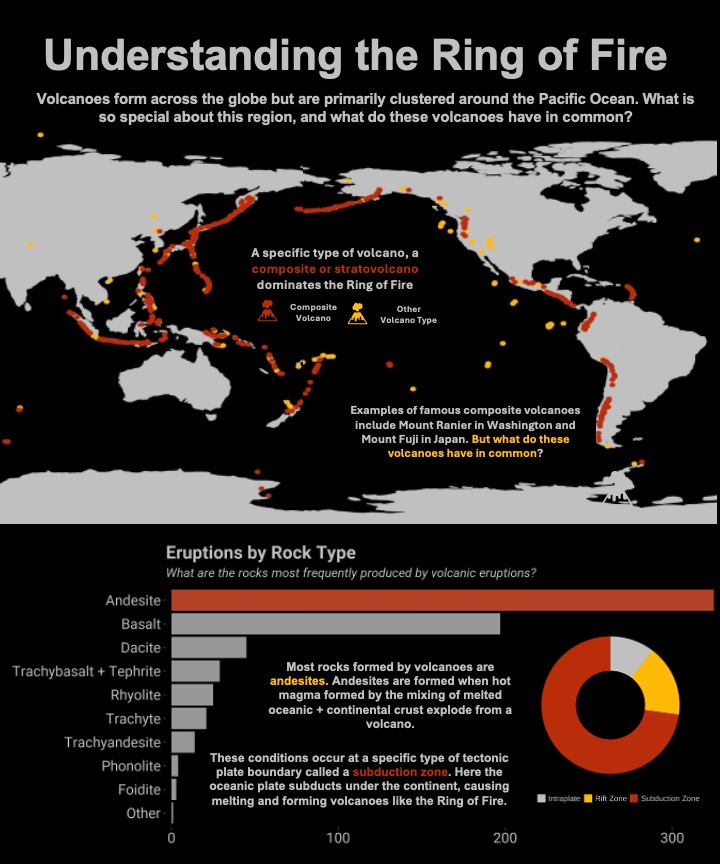 Understanding the Ring of Fire
Volcanoes form across the globe but are primarily clustered around the Pacific Ocean. What is
so special about this region, and what do these volcanoes have in common?
A specific type of volcano, a
composite or stratovolcano
dominates the Ring of Fire
Composite
Volcano
Other
Volcano Type
Examples of famous composite volcanoes
include Mount Ranier in Washington and
Mount Fuji in Japan. But what do these
volcanoes have in common?
Eruptions by Rock Type
What are the rocks most frequently produced by volcanic eruptions?
Andesite
Basalt
Dacite
Trachybasalt + Tephrite
Rhyolite
Trachyte
Trachyandesite
Phonolite
Foidite
Other
0
100
200
300
Most rocks formed by volcanoes are
andesites. Andesites are formed when hot
magma formed by the mixing of melted
oceanic + continental crust explode from a
volcano.
These conditions occur at a specific type of tectonic
plate boundary called a subduction zone. Here the
oceanic plate subducts under the continent, causing
melting and forming volcanoes like the Ring of Fire.
Intraplate Rift Zone Subduction Zone